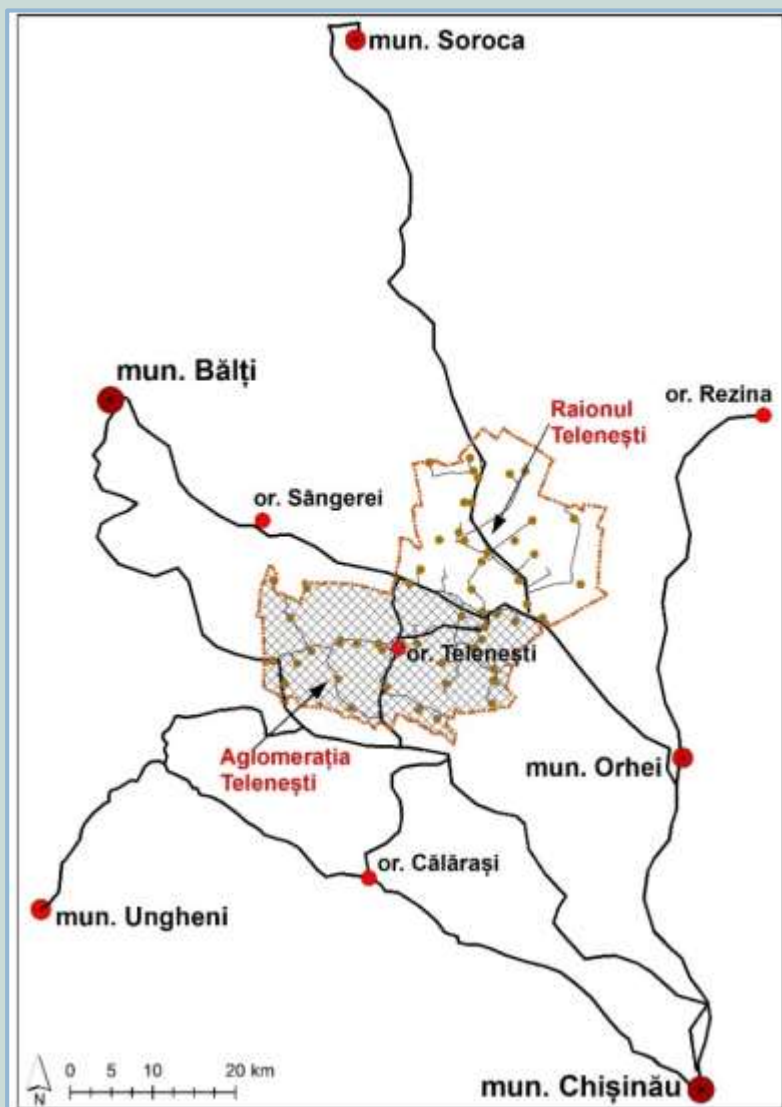 mun. Soroca
mun. Bălți
or. Rezina
Raionul
Telenești
or. Sângerei
or. Telenești
Aglomerația
Telenești
mun. Orhei
or. Călărași
mun. Ungheni
0 5 10 20 km
N
mun. Chișinău